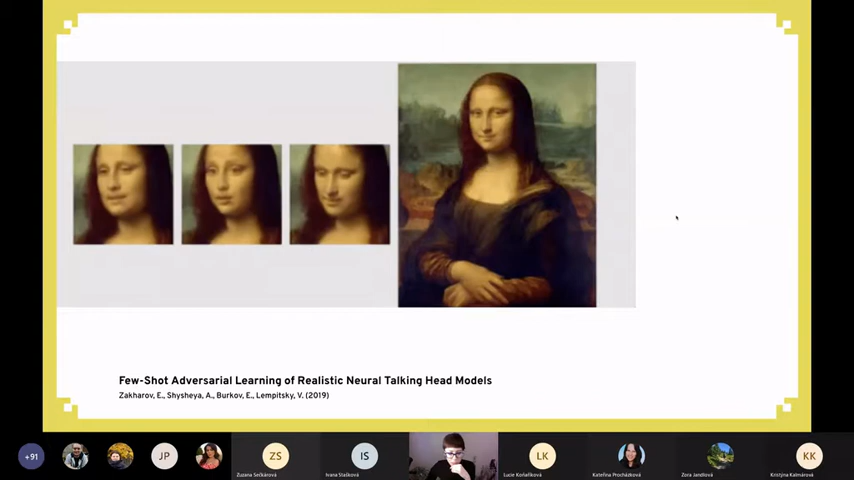 Few-Shot Adversarial Learning of Realistic Neural Talking Head Models
Zakharov, E., Shysheya, A., Burkov, E., Lempitsky, V. (2019)
+91
JP
ZS
IS
LK
KK
Zuzana Sečkárová
Ivana Stašková
Lucie Koňaříková
Kateřina Procházková
Zora Janzlová
Kristýna Kalmárová